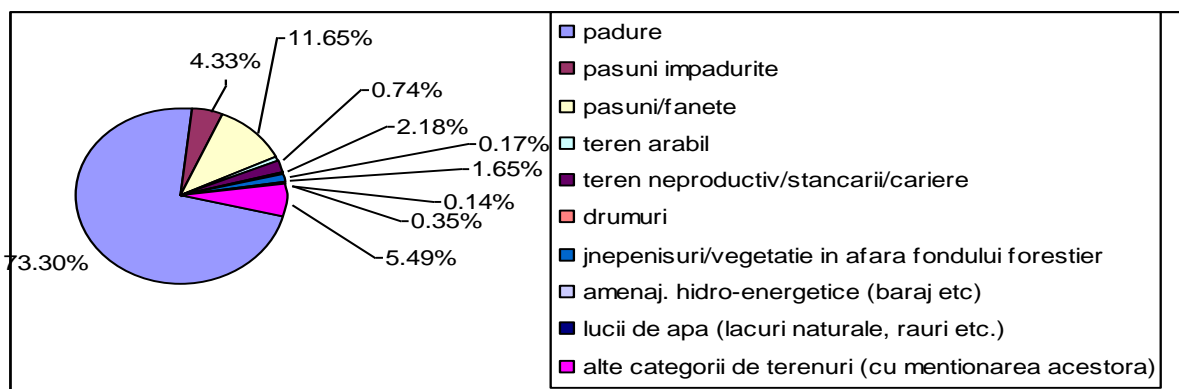 11.65%
4.33%
0.74%
2.18%
0.17%
1.65%
0.14%
0.35%
5.49%
73.30%
padure
pasuni impadurite
pasuni/fanete
teren arabil
teren neproductiv/stancarii/cariere
drumuri
jnepenisuri/vegetatie in afara fondului forestier
amenaj. hidro-energetice (baraj etc)
lucii de apa (lacuri naturale, rauri etc.)
alte categorii de terenuri (cu mentionarea acestora)